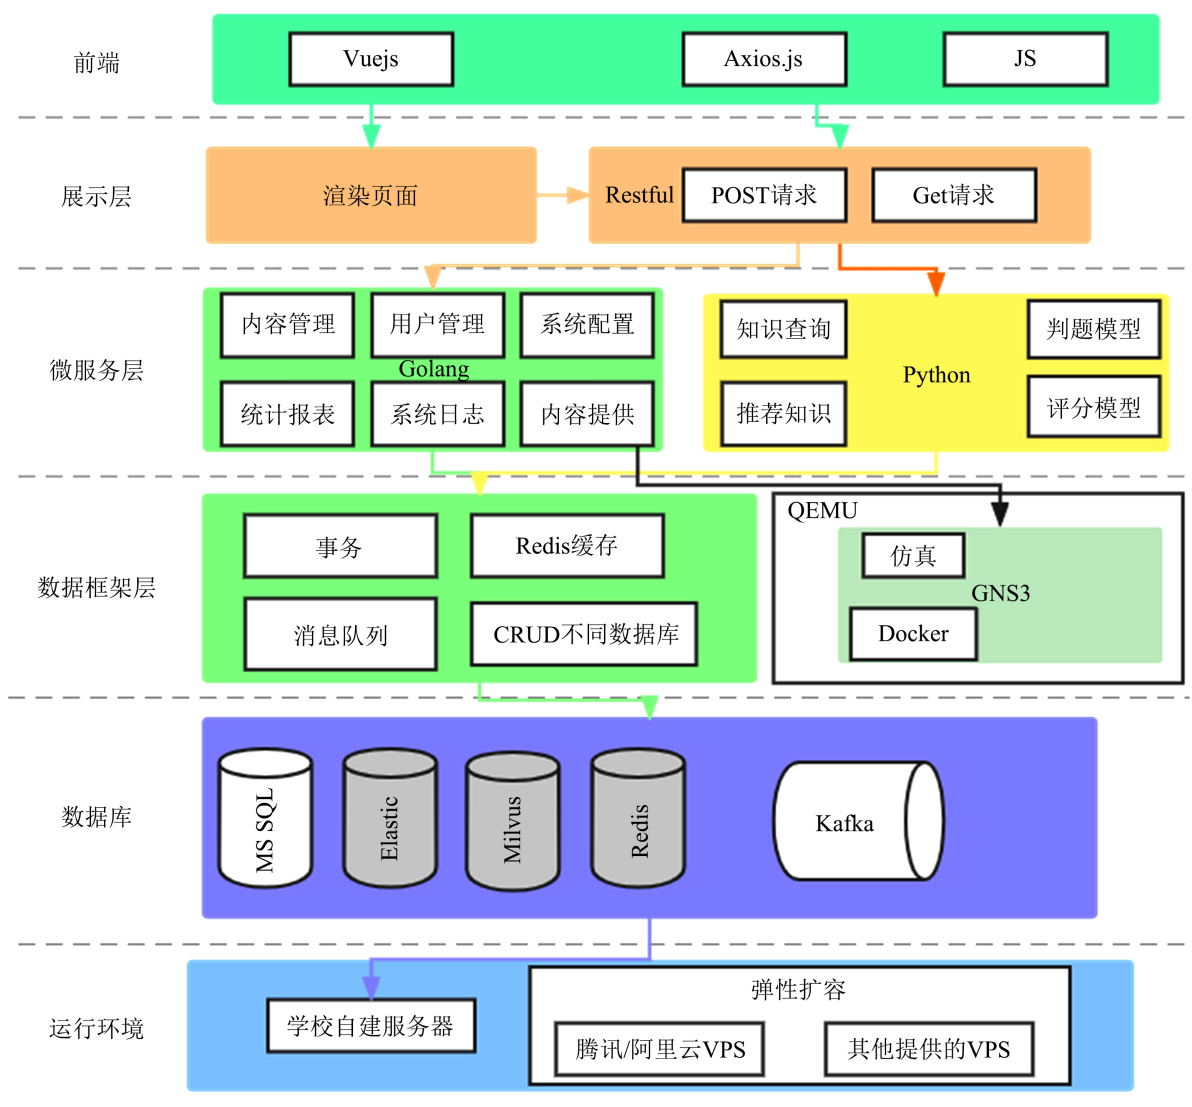 前端
Vuejs
Axios.js
JS
展示层
渲染页面
Restful
POST请求
Get请求
微服务层
内容管理
用户管理
系统配置
Golang
统计报表
系统日志
内容提供
知识查询
判题模型
Python
推荐知识
评分模型
数据框架层
事务
Redis缓存
消息队列
CRUD不同数据库
QEMU
仿真
GNS3
Docker
数据库
MS SQL
Elastic
Milvus
Redis
Kafka
运行环境
学校自建服务器
弹性扩容
腾讯/阿里云VPS
其他提供的VPS